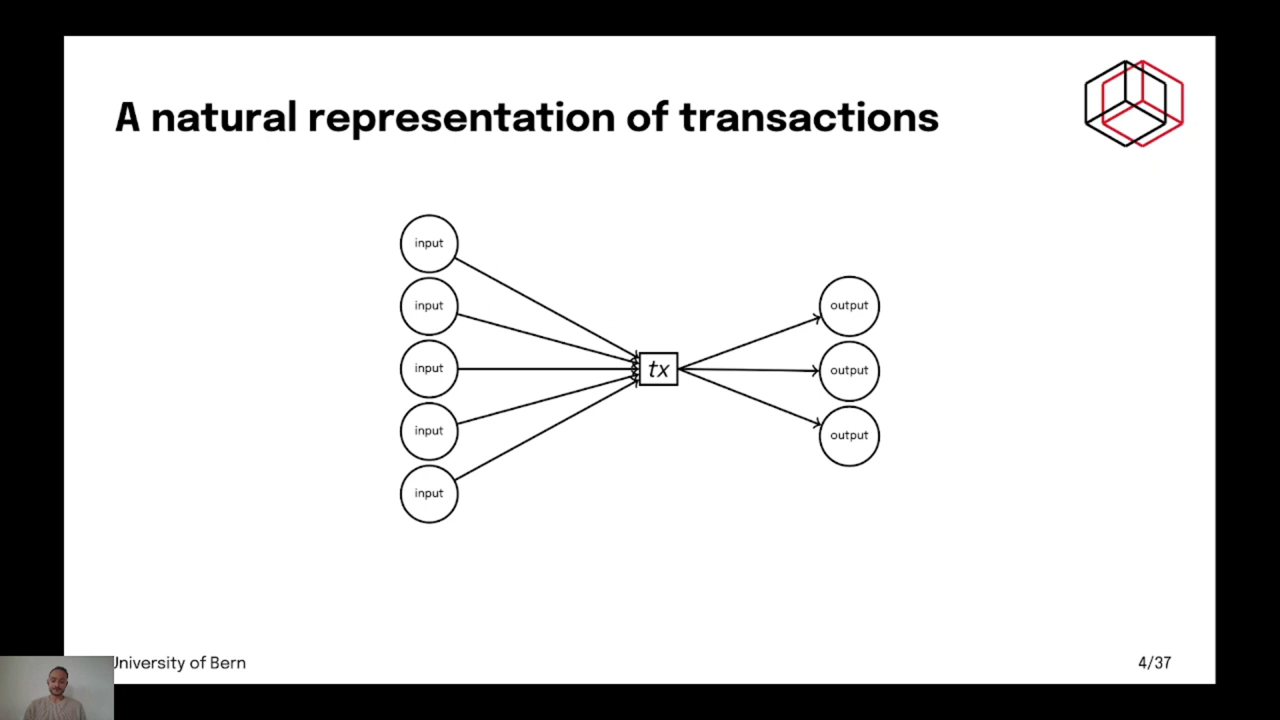 A natural representation of transactions
input
input
input
input
input
tx
output
output
output
University of Bern
4/37